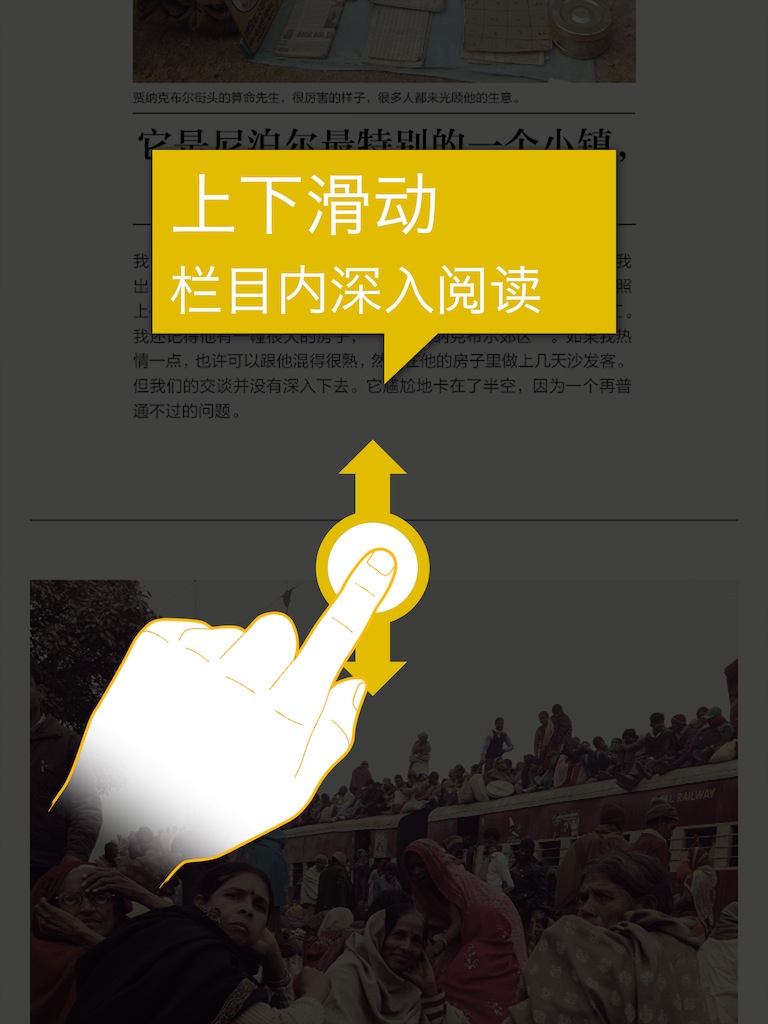 贾纳克布尔街头的算命先生，很厉害的样子，很多人都来光顾他的生意。
它是尼泊尔最特别的一个小镇，
上下滑动
栏目内深入阅读
我 我
出 照
上 。
我还记得他有一幢很大的房子， 纳克布尔郊区 。如果我热
情一点，也许可以跟他混得很熟，然 在他的房子里做上几天沙发客。
但我们的交谈并没有深入下去。它尴尬地卡在了半空，因为一个再普
通不过的问题。
RAILWAY